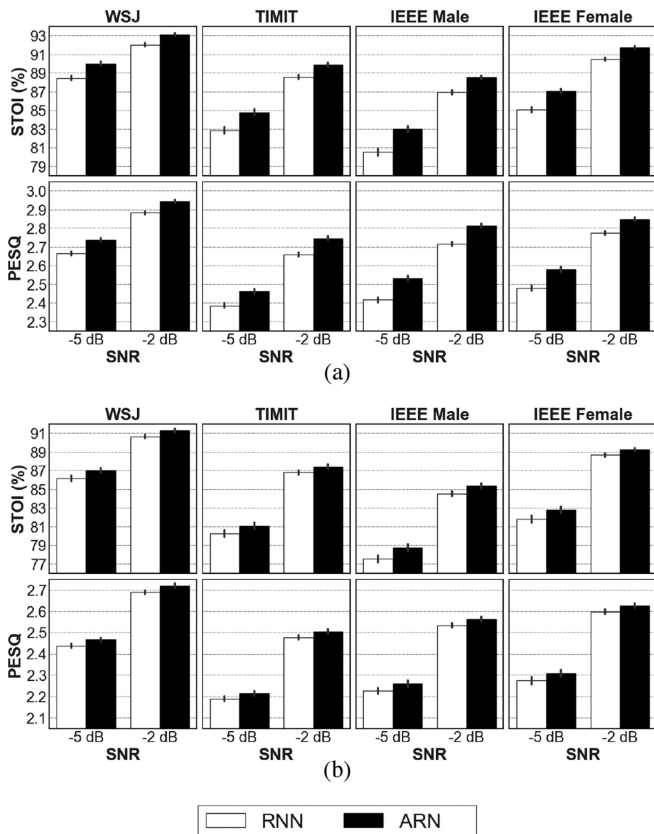 WSJ TIMIT IEEE Male IEEE Female
STOI (%)
93
91
89
87
85
83
81
79
PESQ
3.0
2.9
2.8
2.7
2.6
2.5
2.4
2.3
-5 dB -2 dB -5 dB -2 dB -5 dB -2 dB -5 dB -2 dB
SNR SNR SNR SNR
(a)
WSJ TIMIT IEEE Male IEEE Female
STOI (%)
91
89
87
85
83
81
79
77
PESQ
2.7
2.6
2.5
2.4
2.3
2.2
2.1
-5 dB -2 dB -5 dB -2 dB -5 dB -2 dB -5 dB -2 dB
SNR SNR SNR SNR
(b)
RNN ARN